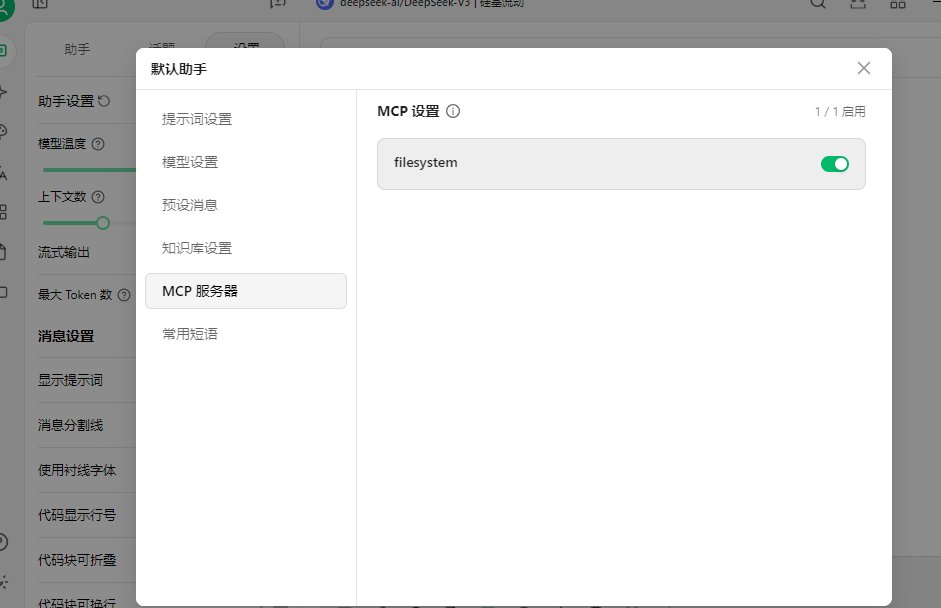 deepseek-ai/DeepSeek-V3 | 硅基流动
助手 话题 设置
默认助手
助手设置
模型温度
上下文数
流式输出
最大 Token 数
消息设置
显示提示词
消息分割线
使用衬线字体
代码显示行号
代码块可折叠
代码块可换行
提示词设置
模型设置
预设消息
知识库设置
MCP 服务器
常用短语
MCP 设置
1 / 1 启用
filesystem